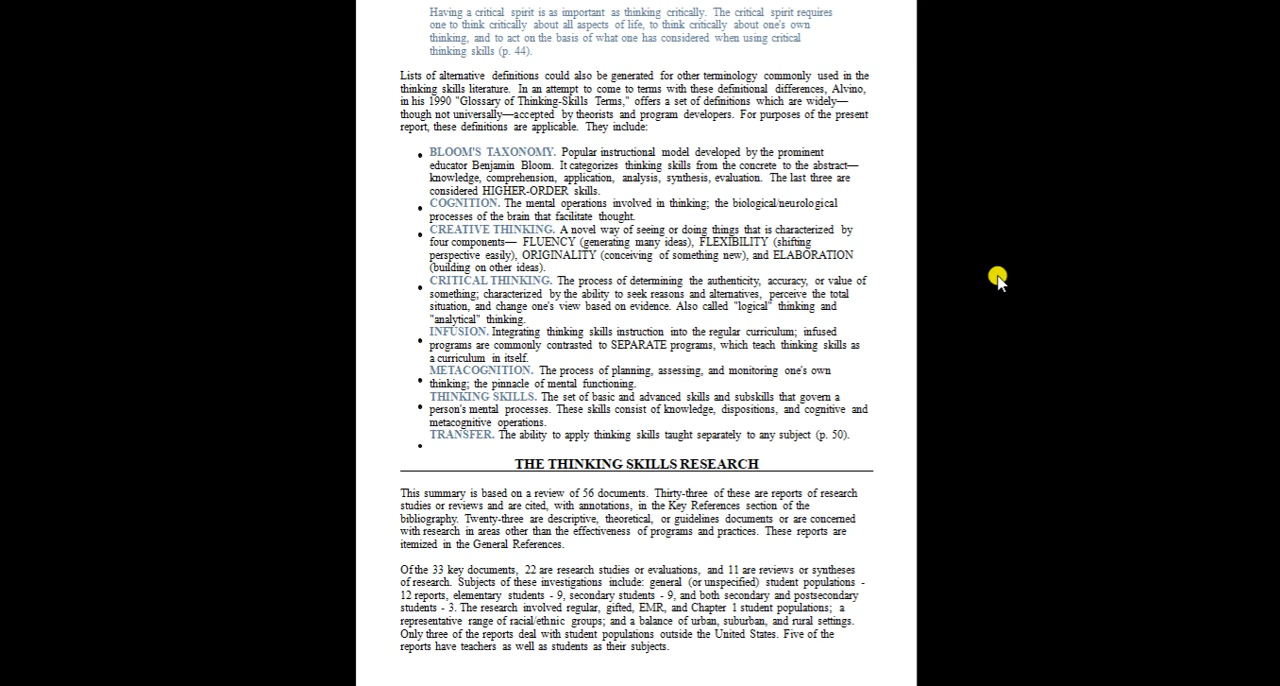 Having a critical spirit is as important as thinking critically. The critical spirit requires
one to think critically about all aspects of life, to think critically about one's own
thinking, and to act on the basis of what one has considered when using critical
thinking skills (p. 44).
Lists of alternative definitions could also be generated for other terminology commonly used in the
thinking skills literature. In an attempt to come to terms with these definitional differences, Alvino,
in his 1990 "Glossary of Thinking-Skills Terms," offers a set of definitions which are widely—
though not universally—accepted by theorists and program developers. For purposes of the present
report, these definitions are applicable. They include:
• BLOOM'S TAXONOMY. Popular instructional model developed by the prominent
educator Benjamin Bloom. It categorizes thinking skills from the concrete to the abstract—
knowledge, comprehension, application, analysis, synthesis, evaluation. The last three are
considered HIGHER-ORDER skills.
• COGNITION. The mental operations involved in thinking; the biological/neurological
processes of the brain that facilitate thought.
• CREATIVE THINKING. A novel way of seeing or doing things that is characterized by
four components— FLUENCY (generating many ideas), FLEXIBILITY (shifting
perspective easily), ORIGINALITY (conceiving of something new), and ELABORATION
(building on other ideas).
• CRITICAL THINKING. The process of determining the authenticity, accuracy, or value of
something; characterized by the ability to seek reasons and alternatives, perceive the total
situation, and change one's view based on evidence. Also called "logical" thinking and
"analytical" thinking.
• INFUSION. Integrating thinking skills instruction into the regular curriculum; infused
programs are commonly contrasted to SEPARATE programs, which teach thinking skills as
a curriculum in itself.
• METACOGNITION. The process of planning, assessing, and monitoring one's own
thinking; the pinnacle of mental functioning.
• THINKING SKILLS. The set of basic and advanced skills and subskills that govern a
person's mental processes. These skills consist of knowledge, dispositions, and cognitive and
metacognitive operations.
• TRANSFER. The ability to apply thinking skills taught separately to any subject (p. 50).
THE THINKING SKILLS RESEARCH
This summary is based on a review of 56 documents. Thirty-three of these are reports of research
studies or reviews and are cited, with annotations, in the Key References section of the
bibliography. Twenty-three are descriptive, theoretical, or guidelines documents or are concerned
with research in areas other than the effectiveness of programs and practices. These reports are
itemized in the General References.
Of the 33 key documents, 22 are research studies or evaluations, and 11 are reviews or syntheses
of research. Subjects of these investigations include: general (or unspecified) student populations -
12 reports, elementary students - 9, secondary students - 9, and both secondary and postsecondary
students - 3. The research involved regular, gifted, EMR, and Chapter 1 student populations; a
representative range of racial/ethnic groups; and a balance of urban, suburban, and rural settings.
Only three of the reports deal with student populations outside the United States. Five of the
reports have teachers as well as students as their subjects.